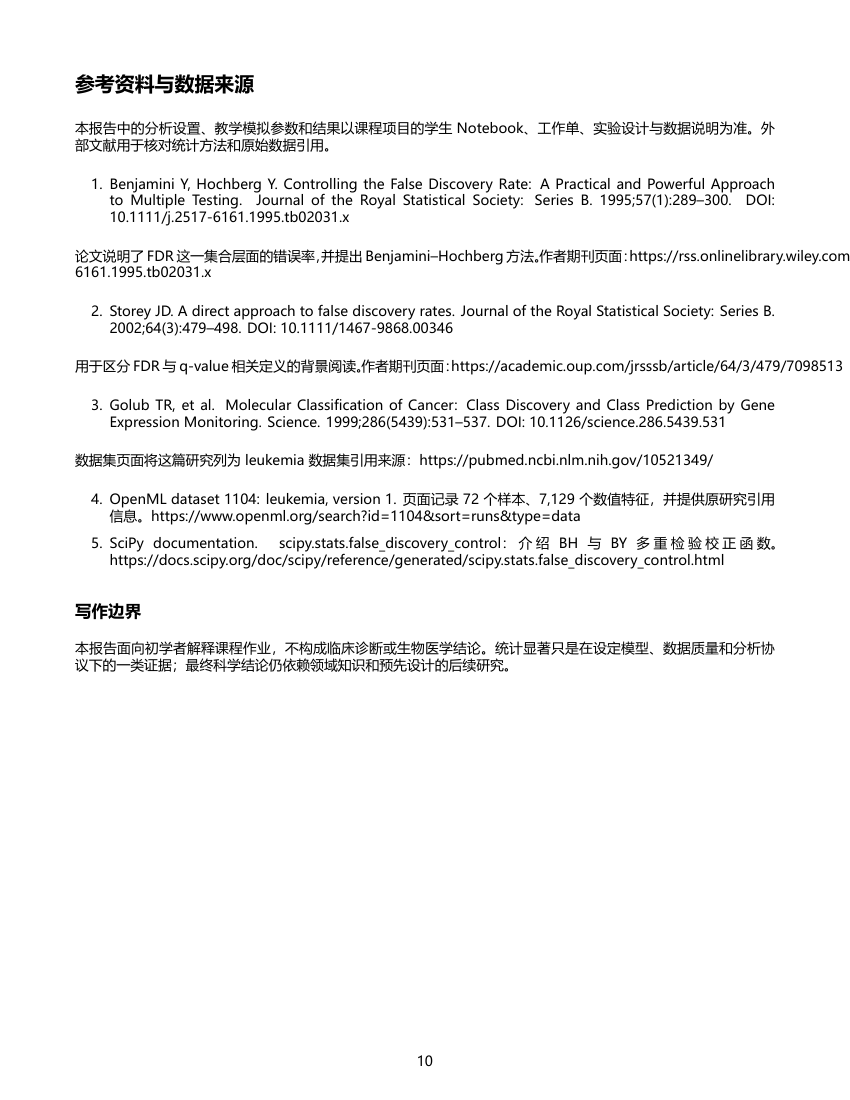 参考资料与数据来源
本报告中的分析设置、教学模拟参数和结果以课程项目的学生 Notebook、工作单、实验设计与数据说明为准。外
部文献用于核对统计方法和原始数据引用。
1. Benjamini Y, Hochberg Y. Controlling the False Discovery Rate: A Practical and Powerful Approach
to Multiple Testing. Journal of the Royal Statistical Society: Series B. 1995;57(1):289–300. DOI:
10.1111/j.2517-6161.1995.tb02031.x
论文说明了 FDR 这一集合层面的错误率，并提出 Benjamini–Hochberg 方法。作者期刊页面：https://rss.onlinelibrary.wiley.com
6161.1995.tb02031.x
2. Storey JD. A direct approach to false discovery rates. Journal of the Royal Statistical Society: Series B.
2002;64(3):479–498. DOI: 10.1111/1467-9868.00346
用于区分 FDR 与 q-value 相关定义的背景阅读。作者期刊页面：https://academic.oup.com/jrsssb/article/64/3/479/7098513
3. Golub TR, et al. Molecular Classification of Cancer: Class Discovery and Class Prediction by Gene
Expression Monitoring. Science. 1999;286(5439):531–537. DOI: 10.1126/science.286.5439.531
数据集页面将这篇研究列为 leukemia 数据集引用来源：https://pubmed.ncbi.nlm.nih.gov/10521349/
4. OpenML dataset 1104: leukemia, version 1. 页面记录 72 个样本、7,129 个数值特征，并提供原研究引用
信息。https://www.openml.org/search?id=1104&sort=runs&type=data
5. SciPy documentation. scipy.stats.false_discovery_control：介绍 BH 与 BY 多重检验校正函数。
https://docs.scipy.org/doc/scipy/reference/generated/scipy.stats.false_discovery_control.html
写作边界
本报告面向初学者解释课程作业，不构成临床诊断或生物医学结论。统计显著只是在设定模型、数据质量和分析协
议下的一类证据；最终科学结论仍依赖领域知识和预先设计的后续研究。
10